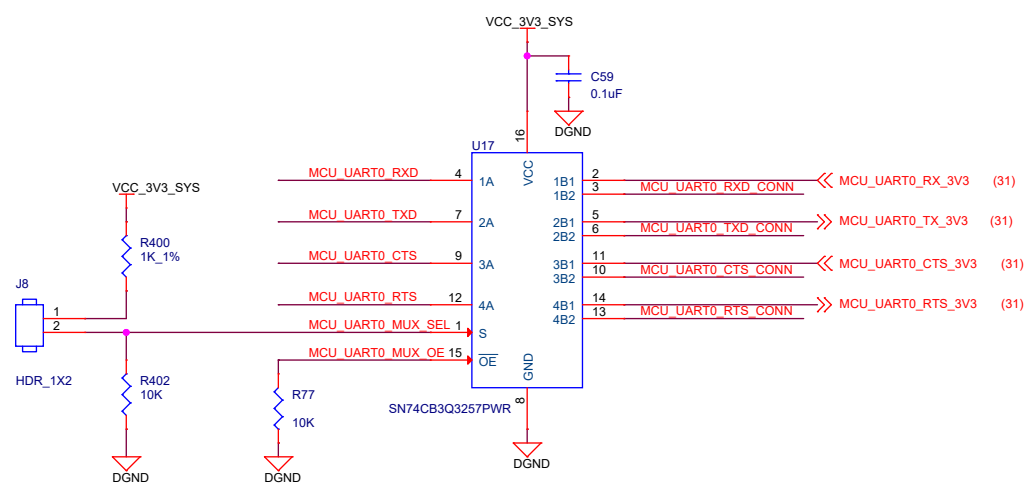 VCC_3V3_SYS
C59
0.1uF
DGND
16
U17
VCC
MCU_UART0_RXD 4 1A 1B1 2 MCU_UART0_RX_3V3 (31)
1B2 3 MCU_UART0_RXD_CONN
MCU_UART0_TXD 7 2A 2B1 5 MCU_UART0_TX_3V3 (31)
2B2 6 MCU_UART0_TXD_CONN
MCU_UART0_CTS 9 3A 3B1 11 MCU_UART0_CTS_3V3 (31)
3B2 10 MCU_UART0_CTS_CONN
MCU_UART0_RTS 12 4A 4B1 14 MCU_UART0_RTS_3V3 (31)
4B2 13 MCU_UART0_RTS_CONN
MCU_UART0_MUX_SEL 1 S
MCU_UART0_MUX_OE 15 OE
GND
8
SN74CB3Q3257PWR
DGND
VCC_3V3_SYS
R400
1K_1%
J8
1
2
HDR_1X2
R402
10K
DGND
R77
10K
DGND